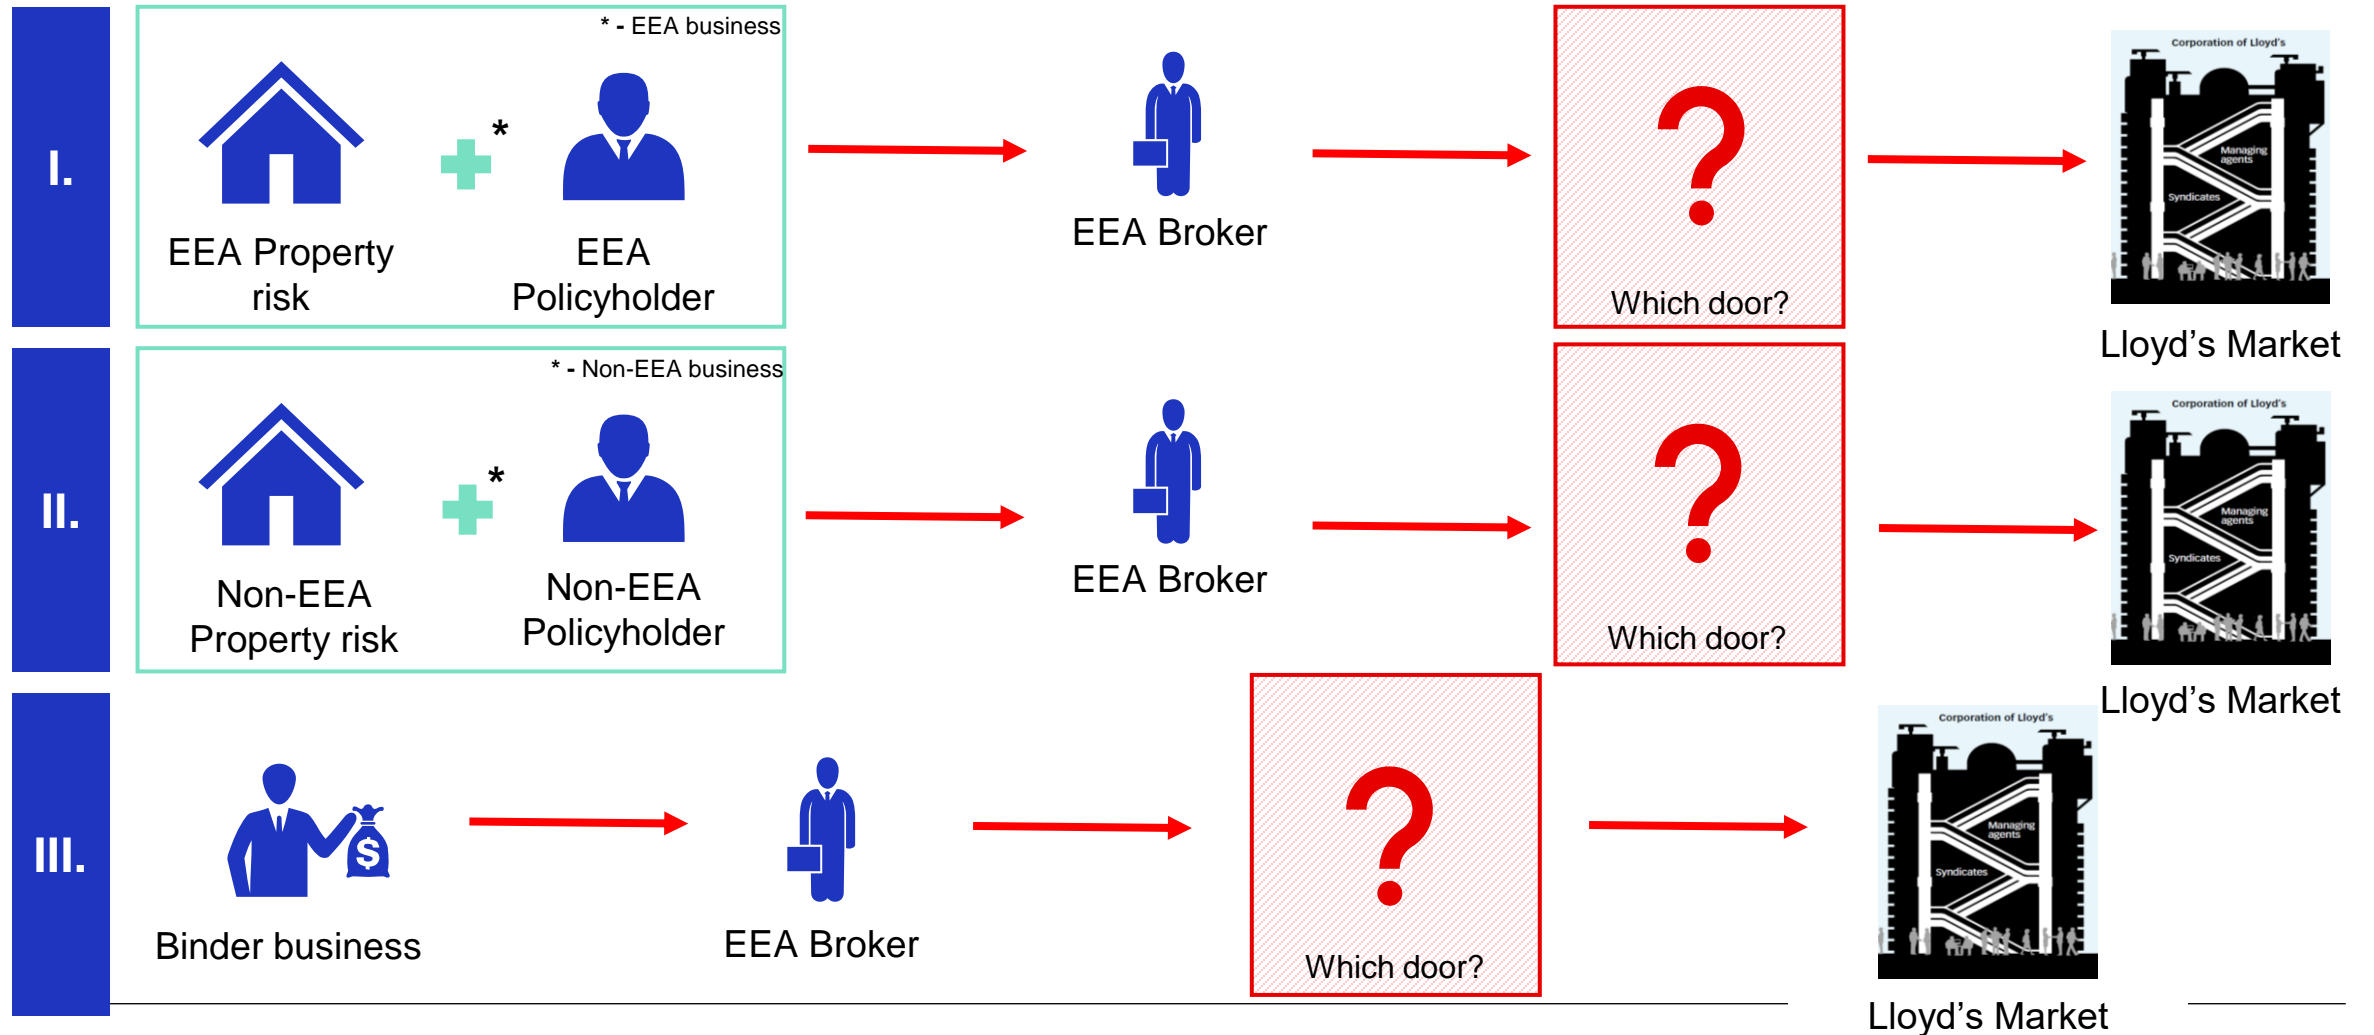 I.
* - EEA business
*
EEA Property
risk
EEA
Policyholder
EEA Broker
?
Which door?
Corporation of Lloyd's
Managing
agents
Syndicates
Lloyd's Market
II.
* - Non-EEA business
*
Non-EEA
Property risk
Non-EEA
Policyholder
EEA Broker
?
Which door?
Corporation of Lloyd's
Managing
agents
Syndicates
Lloyd's Market
III.
$
Binder business
EEA Broker
?
Which door?
Corporation of Lloyd's
Managing
agents
Syndicates
Lloyd's Market